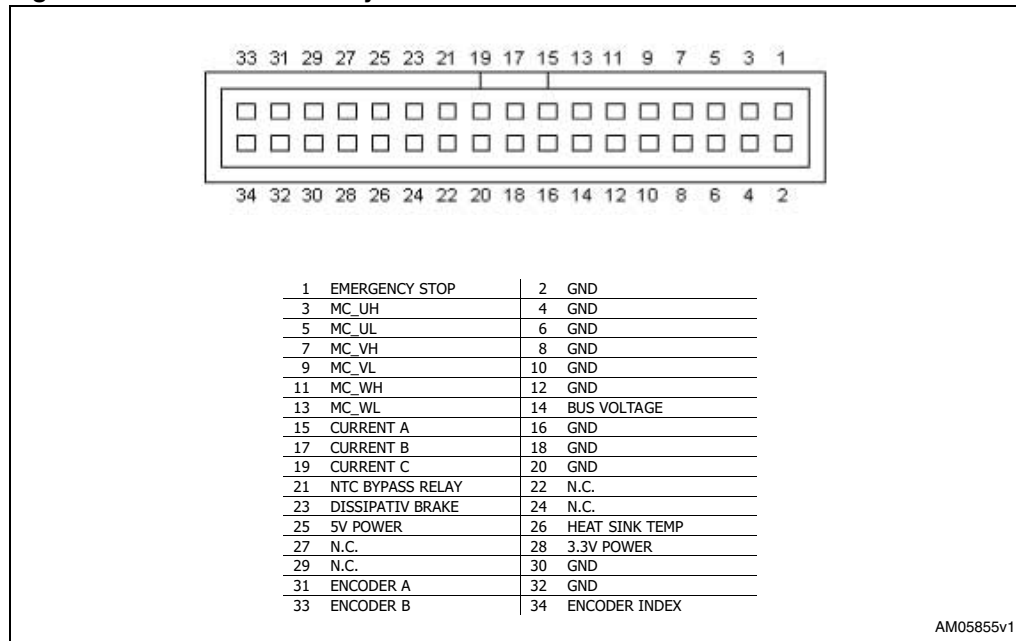 33 31 29 27 25 23 21 19 17 15 13 11 9 7 5 3 1
34 32 30 28 26 24 22 20 18 16 14 12 10 8 6 4 2
1 EMERGENCY STOP 2 GND
3 MC_UH 4 GND
5 MC_UL 6 GND
7 MC_VH 8 GND
9 MC_VL 10 GND
11 MC_WH 12 GND
13 MC_WL 14 BUS VOLTAGE
15 CURRENT A 16 GND
17 CURRENT B 18 GND
19 CURRENT C 20 GND
21 NTC BYPASS RELAY 22 N.C.
23 DISSIPATIV BRAKE 24 N.C.
25 5V POWER 26 HEAT SINK TEMP
27 N.C. 28 3.3V POWER
29 N.C. 30 GND
31 ENCODER A 32 GND
33 ENCODER B 34 ENCODER INDEX
AM05855v1